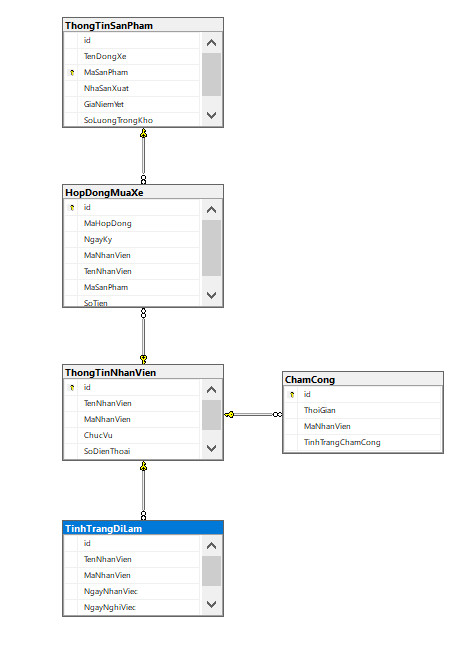 ThongTinSanPham
id
TenDongXe
MaSanPham
NhaSanXuat
GiaNiemYet
SoLuongTrongKho
HopDongMuaXe
id
MaHopDong
NgayKy
MaNhanVien
TenNhanVien
MaSanPham
SoTien
ThongTinNhanVien
id
TenNhanVien
MaNhanVien
ChucVu
SoDienThoai
ChamCong
id
ThoiGian
MaNhanVien
TinhTrangChamCong
TinhTrangDiLam
id
TenNhanVien
MaNhanVien
NgayNhanViec
NgayNghiViec